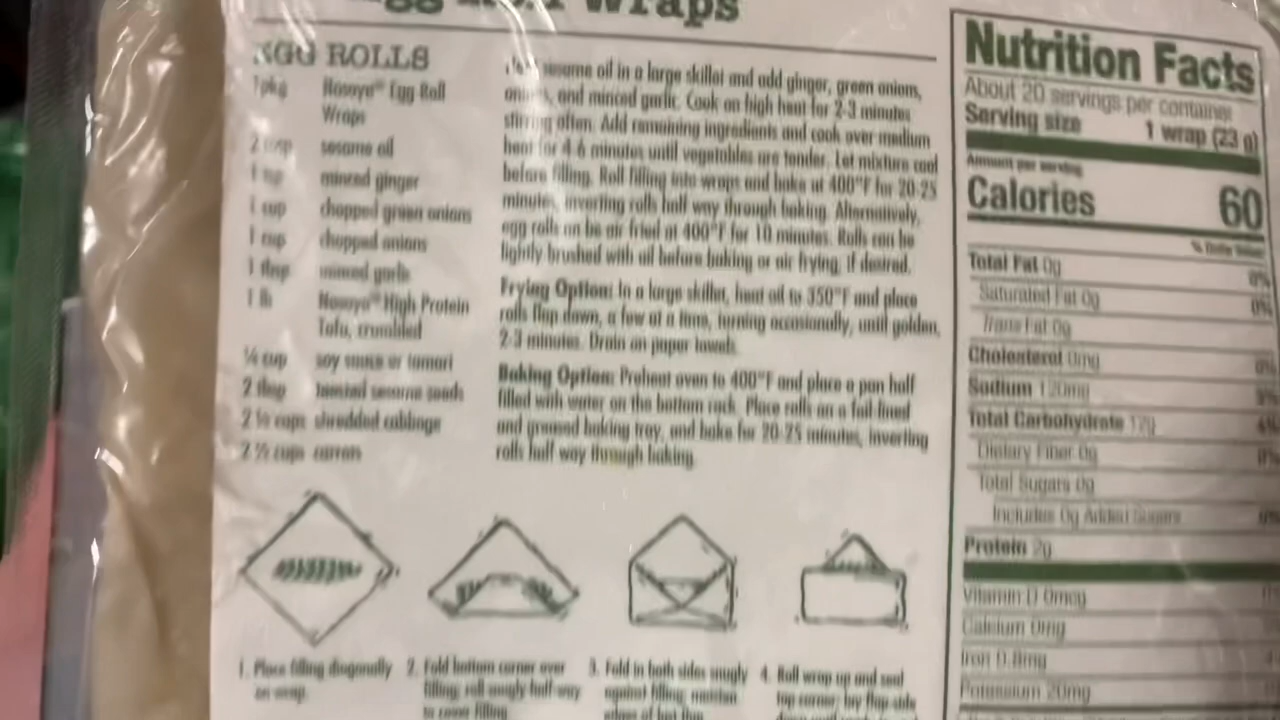 Wraps
EGG ROLLS
1 pkg Nasoya® Egg Roll
Wraps
2 tbsp sesame oil
minced ginger
1 cup chopped green onions
1 cup chopped onions
1 tbsp minced garlic
1 lb Nasoya® High Protein
Tofu, crumbled
¼ cup soy sauce or tamari
2 tbsp toasted sesame seeds
2 ½ cups shredded cabbage
2 ½ cups carrots
sesame oil in a large skillet and add ginger, green onions,
onions, and minced garlic. Cook on high heat for 2-3 minutes
stirring often. Add remaining ingredients and cook over medium
heat for 4-6 minutes until vegetables are tender. Let mixture cool
before filling. Roll filling into wraps and bake at 400°F for 20-25
minutes, inverting rolls half way through baking. Alternatively,
egg rolls can be air fried at 400°F for 10 minutes. Rolls can be
lightly brushed with oil before baking or air frying, if desired.
Frying Option: In a large skillet, heat oil to 350°F and place
rolls flap down, a few at a time, turning occasionally, until golden,
2-3 minutes. Drain on paper towels.
Baking Option: Preheat oven to 400°F and place a pan half
filled with water on the bottom rack. Place rolls on a foil lined
and greased baking tray, and bake for 20-25 minutes, inverting
rolls half way through baking.
1. Place filling diagonally
on wrap.
2. Fold bottom corner over
filling; roll snugly half-way
to cover filling.
3. Fold in both sides snugly
against filling; moisten
edges of last flap.
4. Roll wrap up and seal
top corner; lay flap-side
Nutrition Facts
About 20 servings per container
Serving size 1 wrap (23 g)
Amount per serving
Calories 60
% Daily Value
Total Fat 0g 0%
Saturated Fat 0g 0%
Trans Fat 0g
Cholesterol 0mg 0%
Sodium 120mg 5%
Total Carbohydrate 12g 4%
Dietary Fiber 0g 0%
Total Sugars 0g
Includes 0g Added Sugars 0%
Protein 2g
Vitamin D 0mcg
Calcium 0mg
Iron 0.8mg
Potassium 20mg